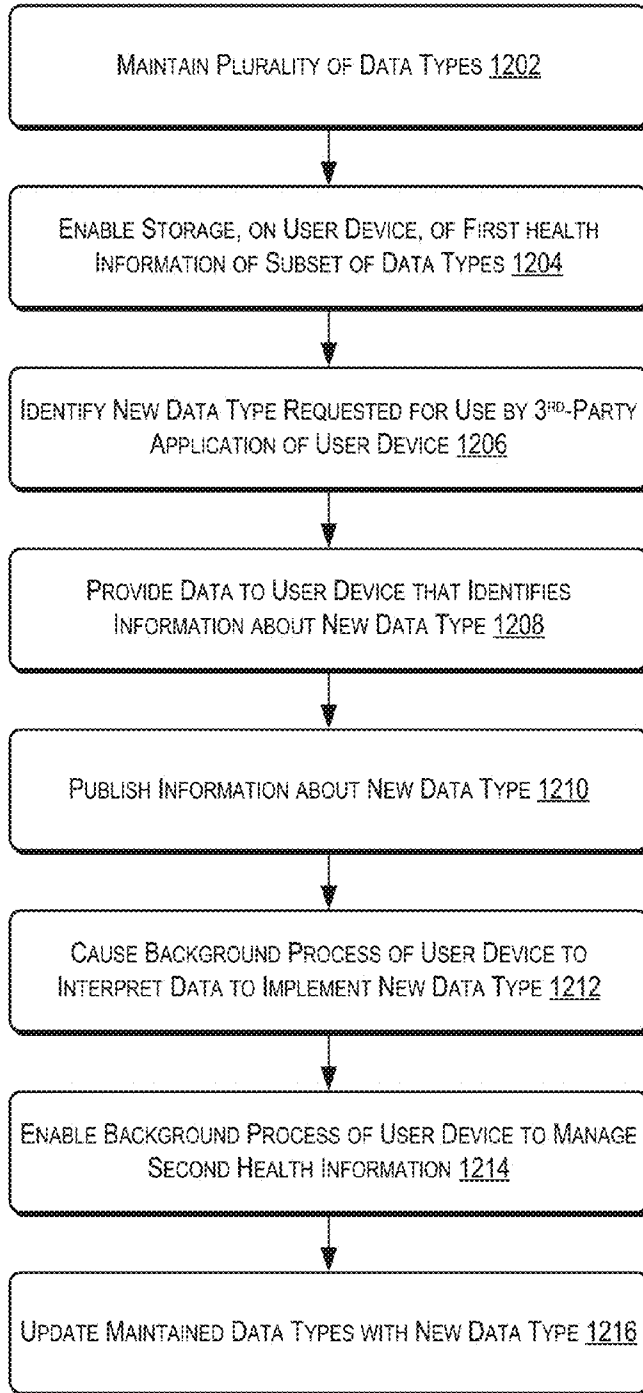 MAINTAIN PLURALITY OF DATA TYPES 1202
ENABLE STORAGE, ON USER DEVICE, OF FIRST HEALTH
INFORMATION OF SUBSET OF DATA TYPES 1204
IDENTIFY NEW DATA TYPE REQUESTED FOR USE BY 3RD-PARTY
APPLICATION OF USER DEVICE 1206
PROVIDE DATA TO USER DEVICE THAT IDENTIFIES
INFORMATION ABOUT NEW DATA TYPE 1208
PUBLISH INFORMATION ABOUT NEW DATA TYPE 1210
CAUSE BACKGROUND PROCESS OF USER DEVICE TO
INTERPRET DATA TO IMPLEMENT NEW DATA TYPE 1212
ENABLE BACKGROUND PROCESS OF USER DEVICE TO MANAGE
SECOND HEALTH INFORMATION 1214
UPDATE MAINTAINED DATA TYPES WITH NEW DATA TYPE 1216